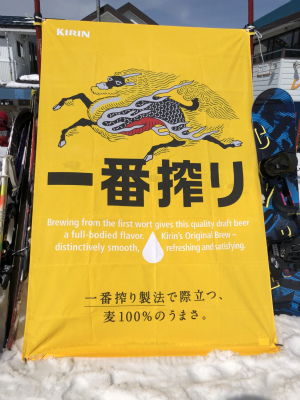 KIRIN
一番搾り
Brewing from the first wort gives this quality draft beer
a full-bodied flavor. Kirin's Original Brew–
distinctively smooth, refreshing and satisfying.
一番搾り製法で際立つ、
麦100%のうまさ。